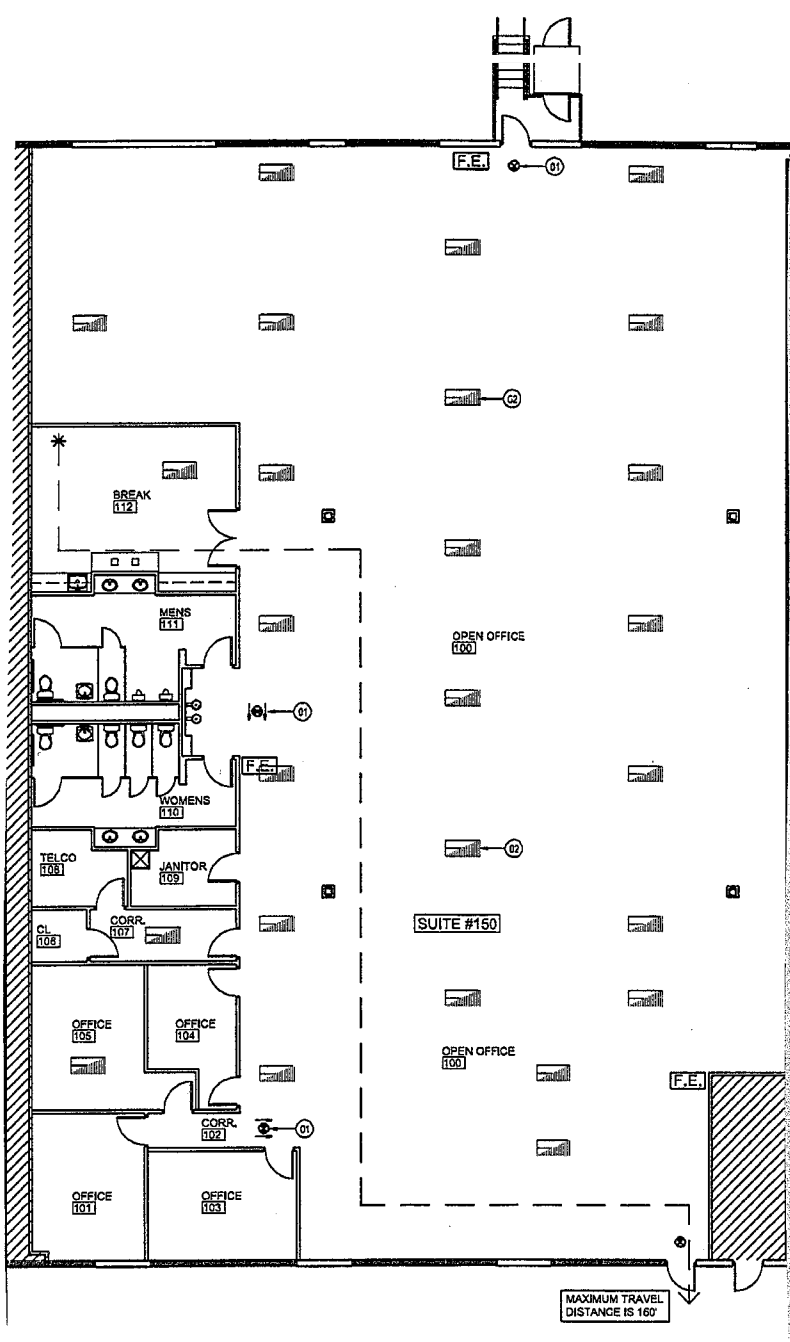 F.E.
01
02
BREAK
112
MENS
111
OPEN OFFICE
100
01
F.E.
WOMENS
110
02
TELCO
108
JANITOR
109
CL
106
CORR.
107
SUITE #150
OFFICE
105
OFFICE
104
OPEN OFFICE
100
F.E.
CORR.
102
01
OFFICE
101
OFFICE
103
MAXIMUM TRAVEL
DISTANCE IS 160'